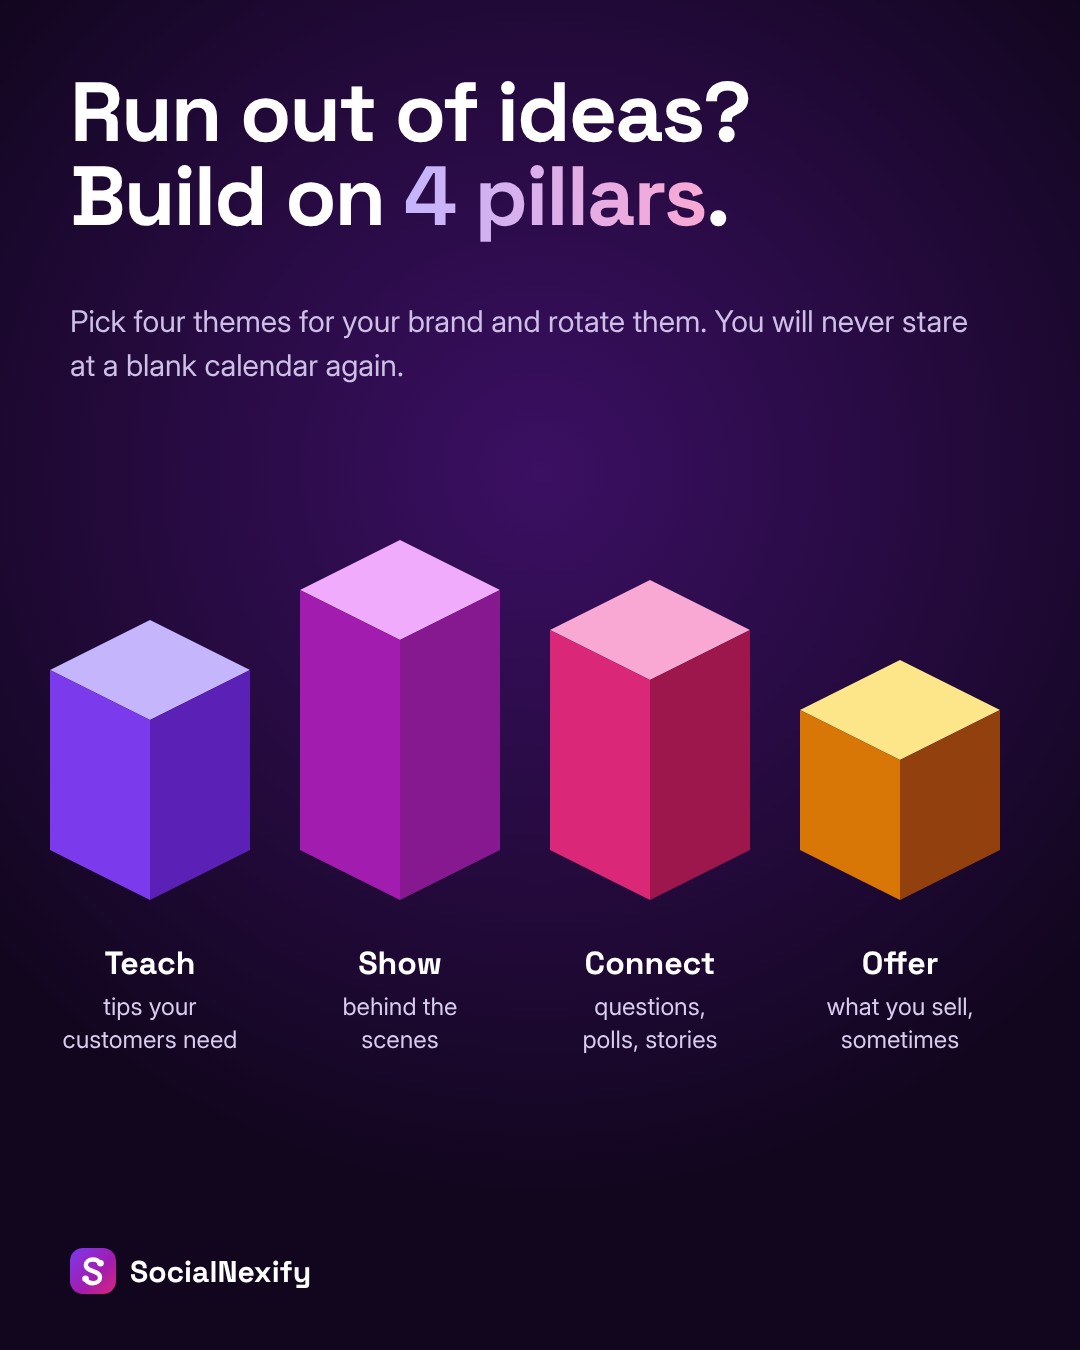 Run out of ideas?
Build on 4 pillars.
Pick four themes for your brand and rotate them. You will never stare
at a blank calendar again.
Teach
tips your
customers need
Show
behind the
scenes
Connect
questions,
polls, stories
Offer
what you sell,
sometimes
SocialNexify